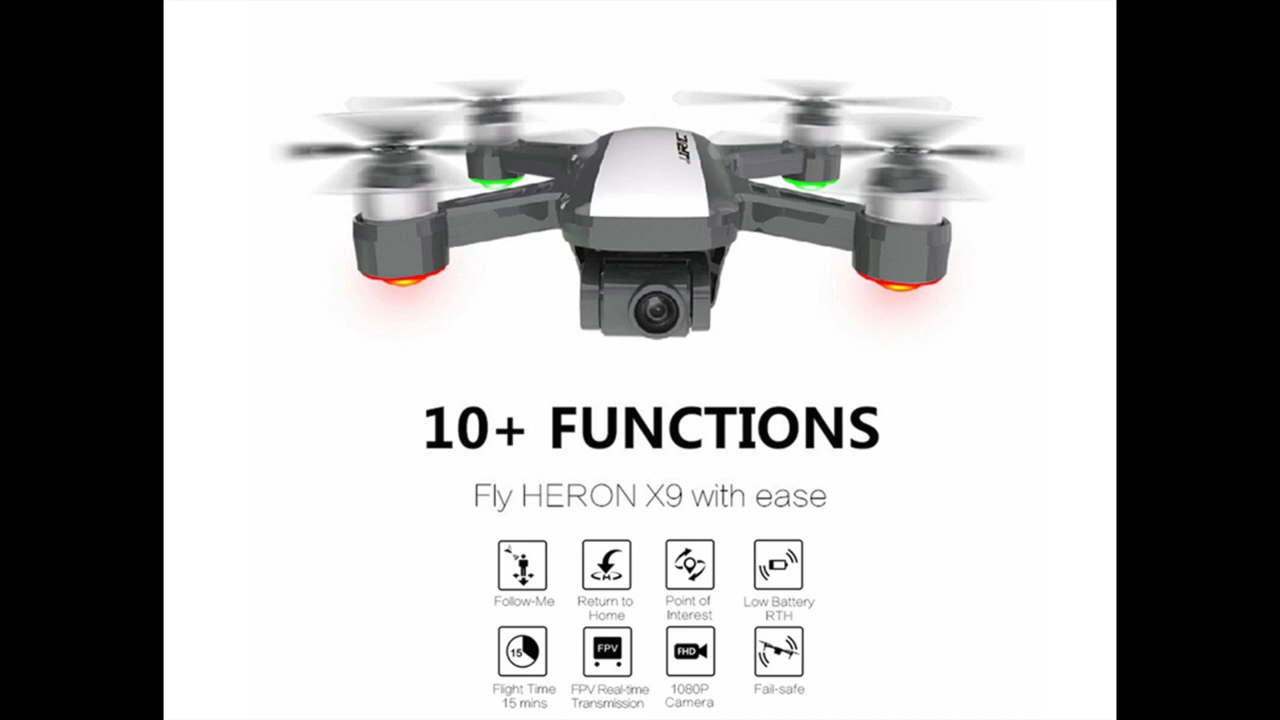 JJRC
10+ FUNCTIONS
Fly HERON X9 with ease
Follow-Me
Return to
Home
Point of
Interest
Low Battery
RTH
15
FPV
FHD
Flight Time
15 mins
FPV Real-time
Transmission
1080P
Camera
Fail-safe